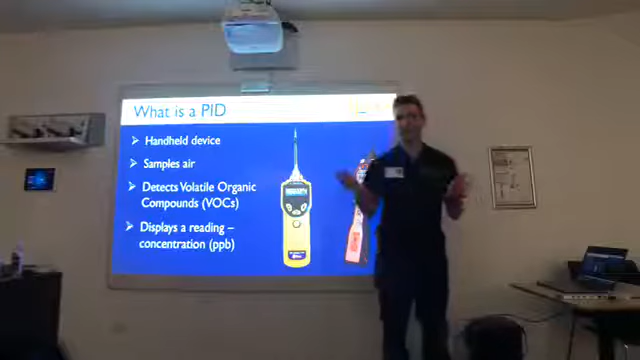 What is a PID
➢ Handheld device
➢ Samples air
➢ Detects Volatile Organic
Compounds (VOCs)
➢ Displays a reading –
concentration (ppb)